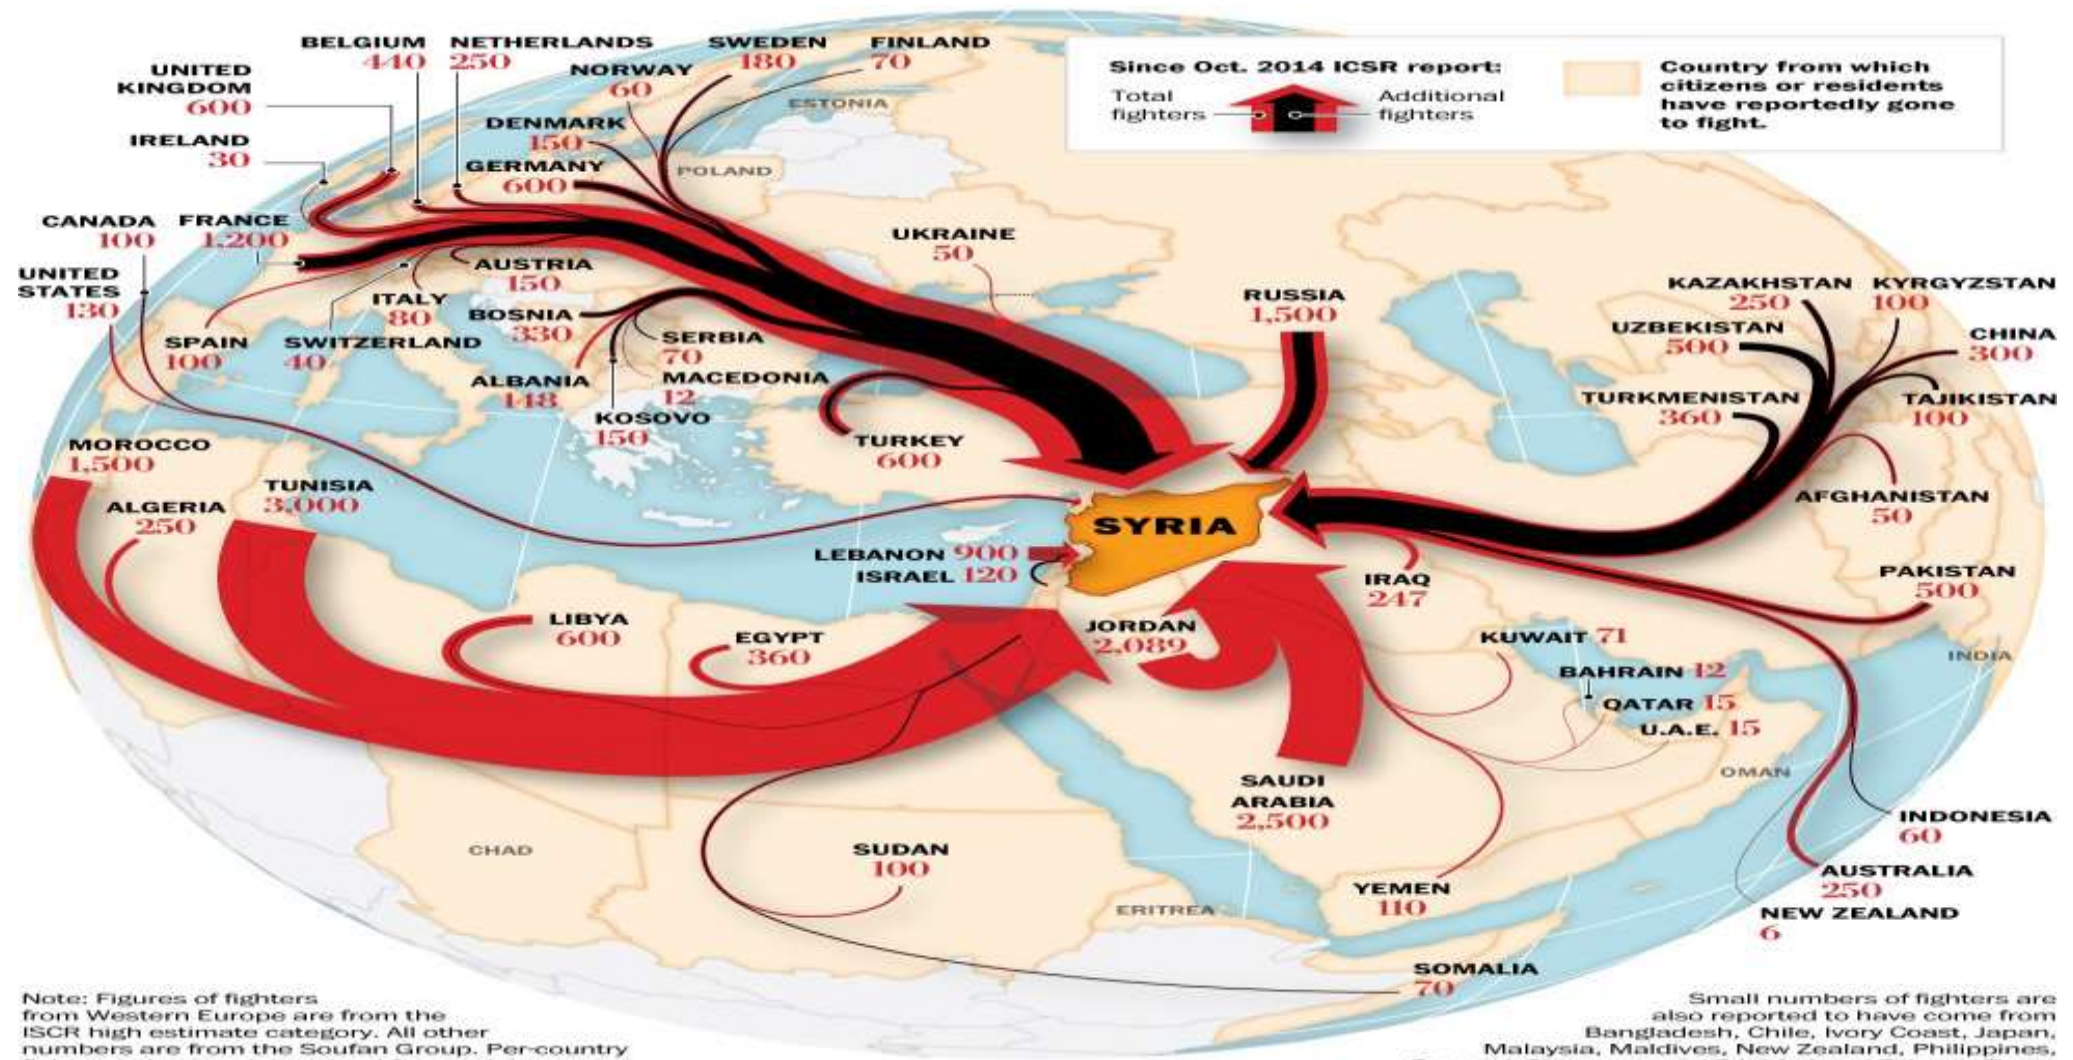 BELGIUM
440
NETHERLANDS
250
SWEDEN
180
FINLAND
70
UNITED
KINGDOM
600
NORWAY
60
ESTONIA
IRELAND
30
DENMARK
150
GERMANY
600
POLAND
Since Oct. 2014 ICSR report:
Total
fighters
Additional
fighters
Country from which
citizens or residents
have reportedly gone
to fight.
CANADA
100
FRANCE
1,200
UNITED
STATES
130
AUSTRIA
150
ITALY
80
SPAIN
100
SWITZERLAND
40
BOSNIA
330
SERBIA
70
ALBANIA
148
MACEDONIA
12
KOSOVO
150
UKRAINE
50
RUSSIA
1,500
KAZAKHSTAN
250
KYRGYZSTAN
100
UZBEKISTAN
500
CHINA
300
TURKMENISTAN
360
TAJIKISTAN
100
MOROCCO
1,500
TURKEY
600
ALGERIA
250
TUNISIA
3,000
AFGHANISTAN
50
SYRIA
LEBANON 900
ISRAEL 120
IRAQ
247
PAKISTAN
500
LIBYA
600
EGYPT
360
JORDAN
2,089
KUWAIT 71
BAHRAIN 12
QATAR 15
U.A.E. 15
INDIA
OMAN
SAUDI
ARABIA
2,500
INDONESIA
60
CHAD
SUDAN
100
AUSTRALIA
250
YEMEN
110
ERITREA
NEW ZEALAND
6
SOMALIA
70
Note: Figures of fighters
from Western Europe are from the
ISCR high estimate category. All other
numbers are from the Soufan Group. Per-country
Small numbers of fighters are
also reported to have come from
Bangladesh, Chile, Ivory Coast, Japan,
Malaysia, Maldives, New Zealand, Philippines,